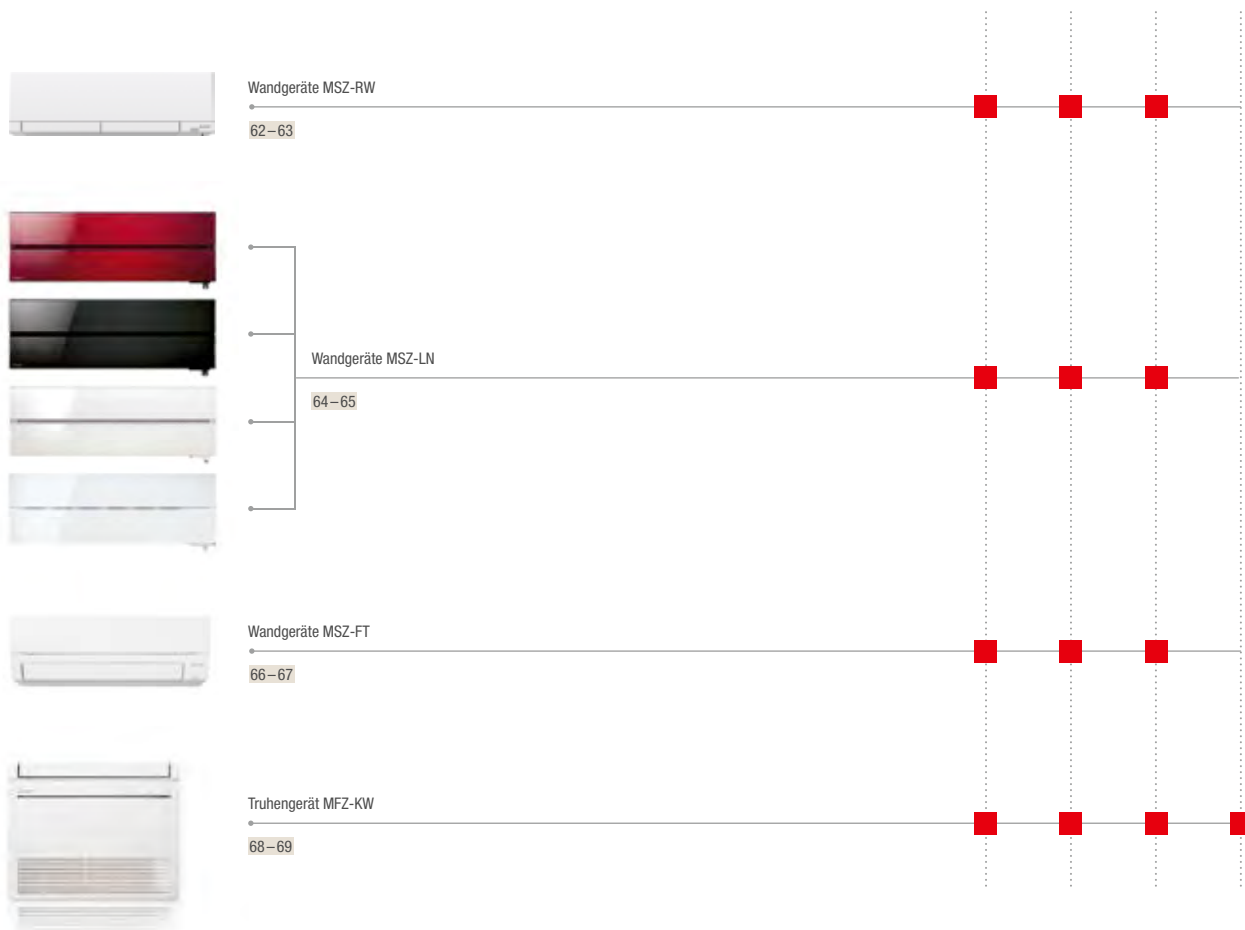 Wandgeräte MSZ-RW
62–63
Wandgeräte MSZ-LN
64–65
Wandgeräte MSZ-FT
66–67
Truhengerät MFZ-KW
68–69